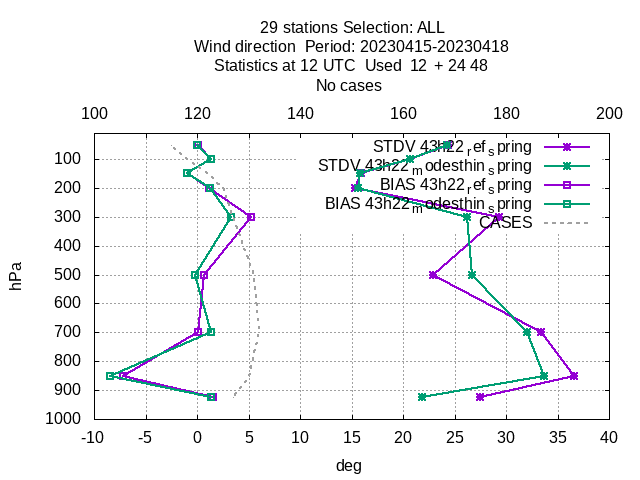 29 stations Selection: ALL
Wind direction  Period: 20230415-20230418
Statistics at 12 UTC  Used  12  + 24 48
No cases
100 120 140 161 180 200
STDV 43h22_ref_spring
STDV 43h22_modesthin_spring
BIAS 43h22_ref_spring
BIAS 43h22_modesthin_spring
CASES
hPa
100
200
300
400
500
600
700
800
900
1000
-10 -5 0 5 10 15 20 25 30 35 40
deg